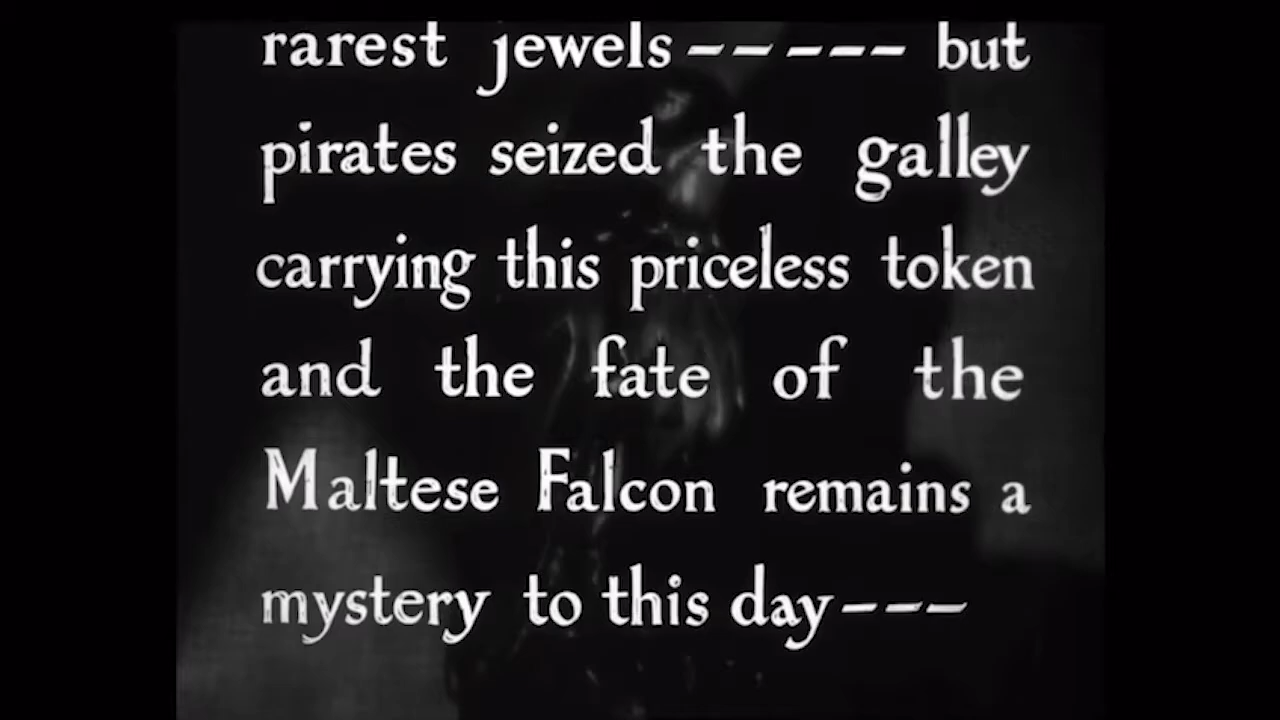 rarest jewels----- but
pirates seized the galley
carrying this priceless token
and the fate of the
Maltese Falcon remains a
mystery to this day---